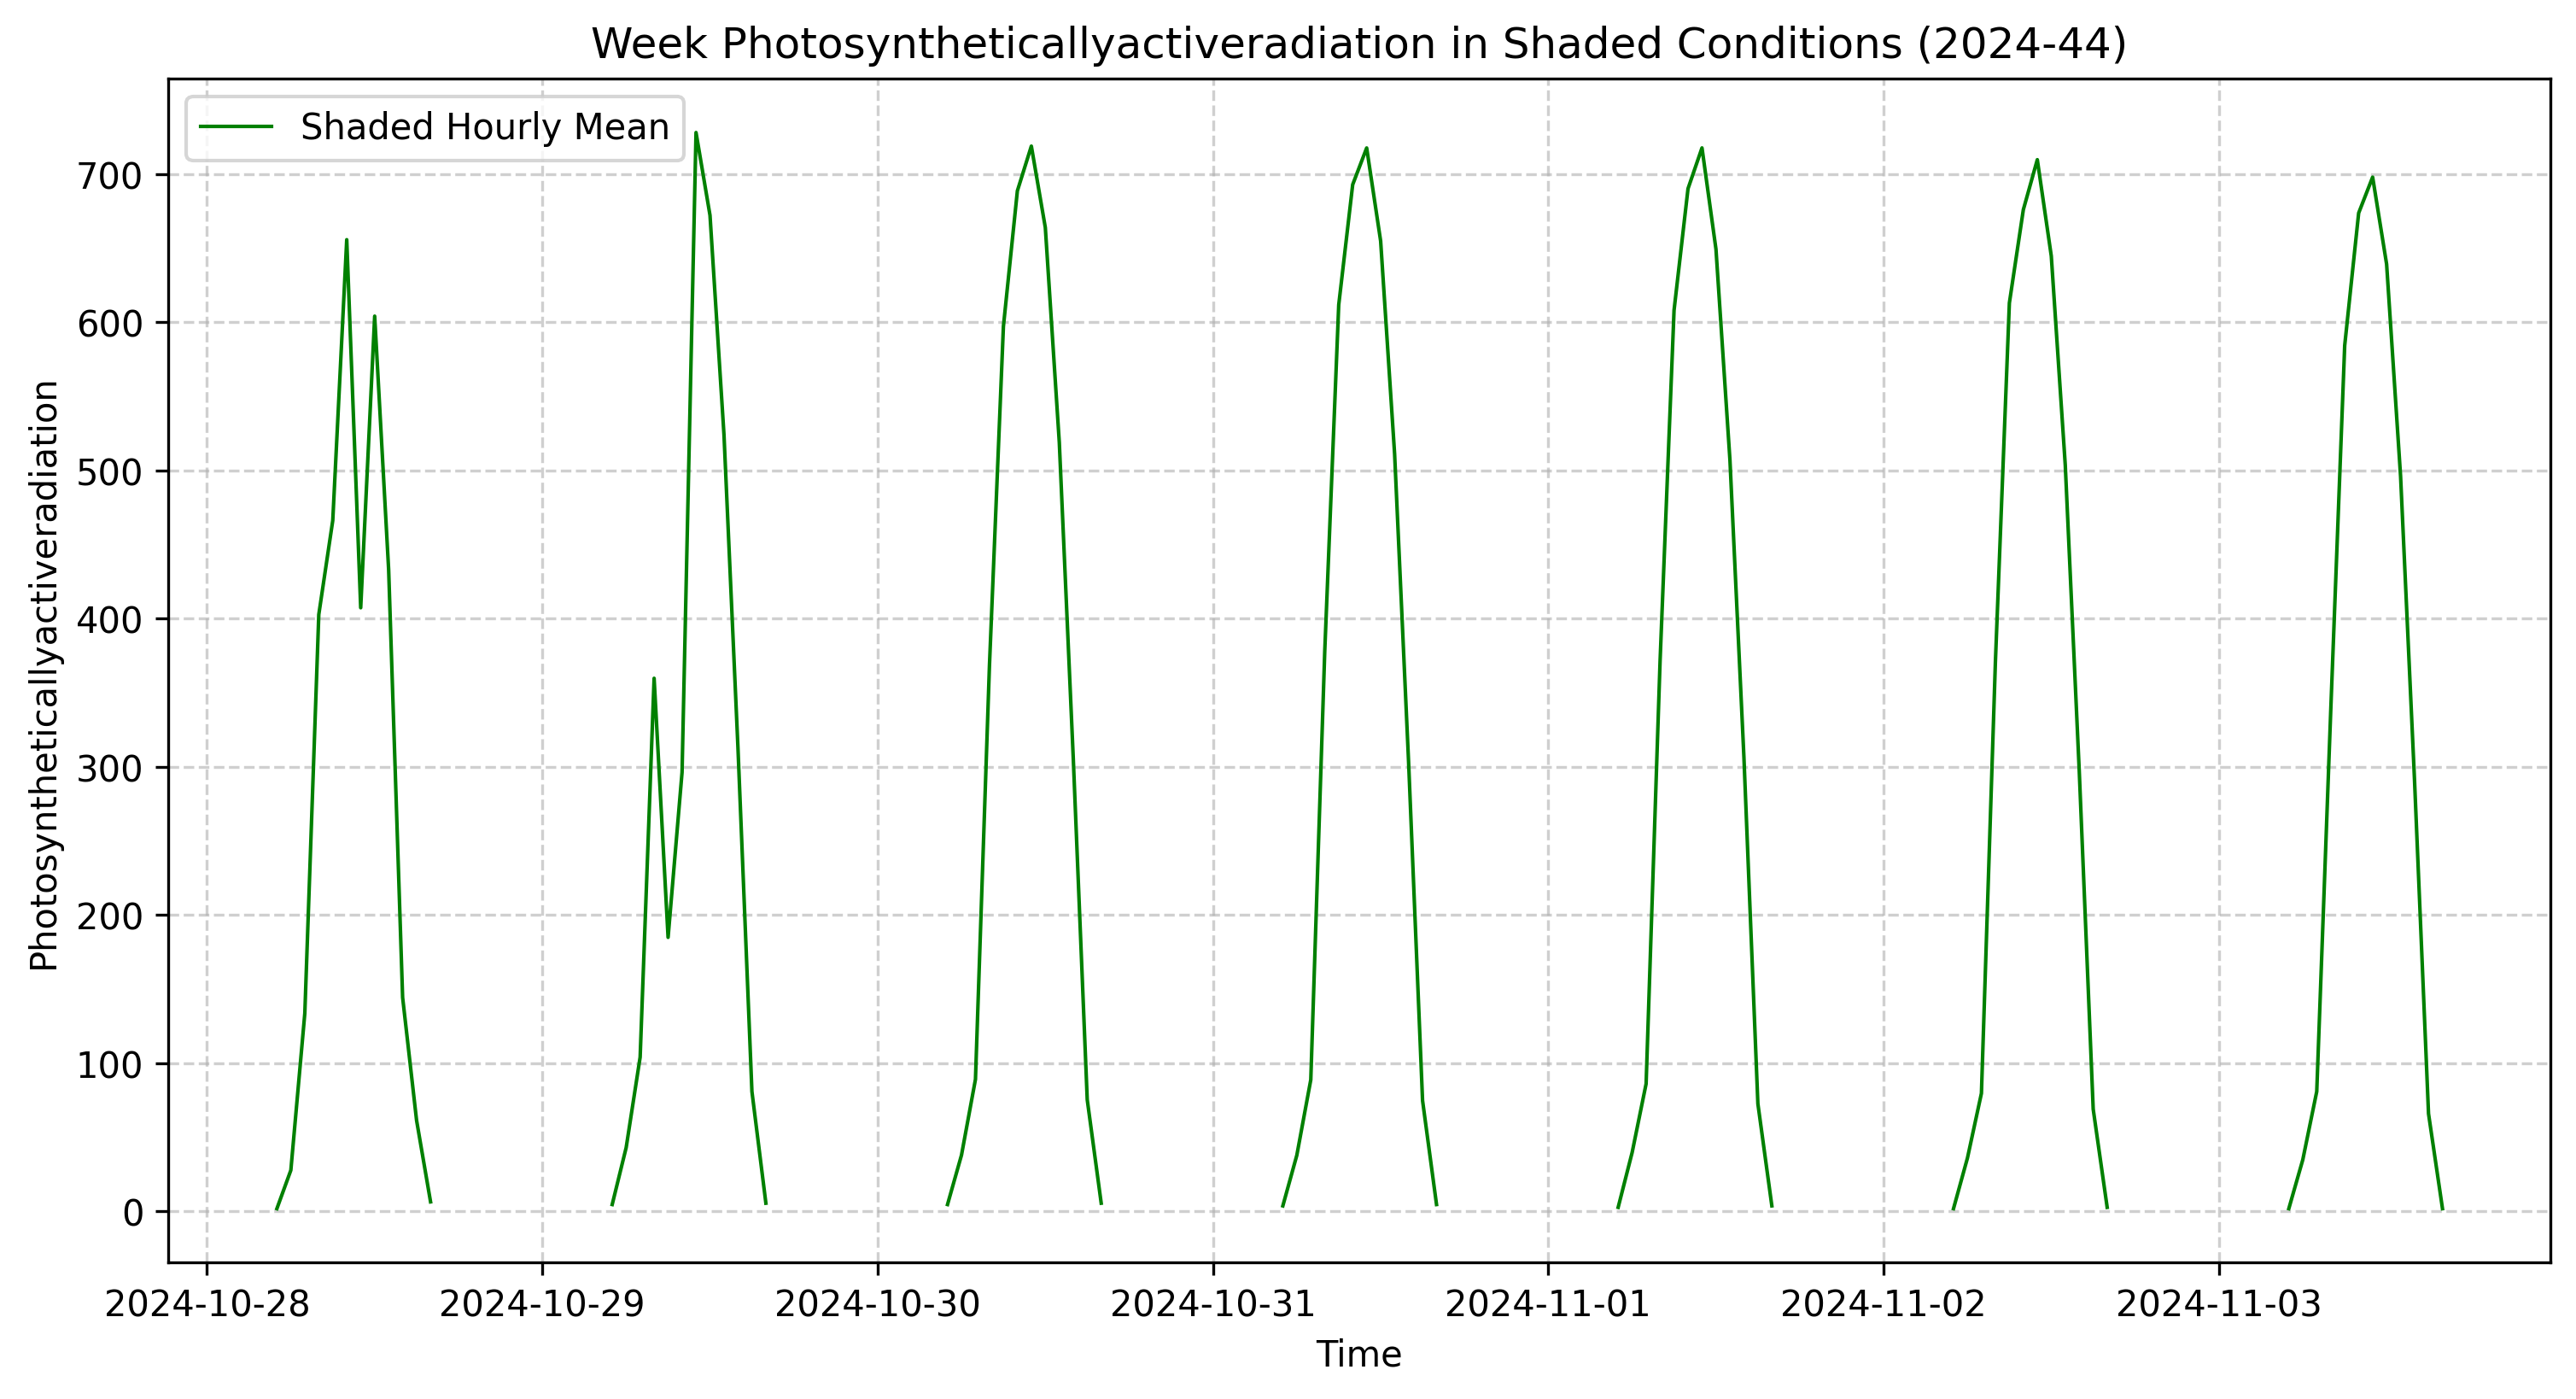 Week Photosyntheticallyactiveradiation in Shaded Conditions (2024-44)
Shaded Hourly Mean
Photosyntheticallyactiveradiation
700
600
500
400
300
200
100
0
2024-10-28 2024-10-29 2024-10-30 2024-10-31 2024-11-01 2024-11-02 2024-11-03
Time